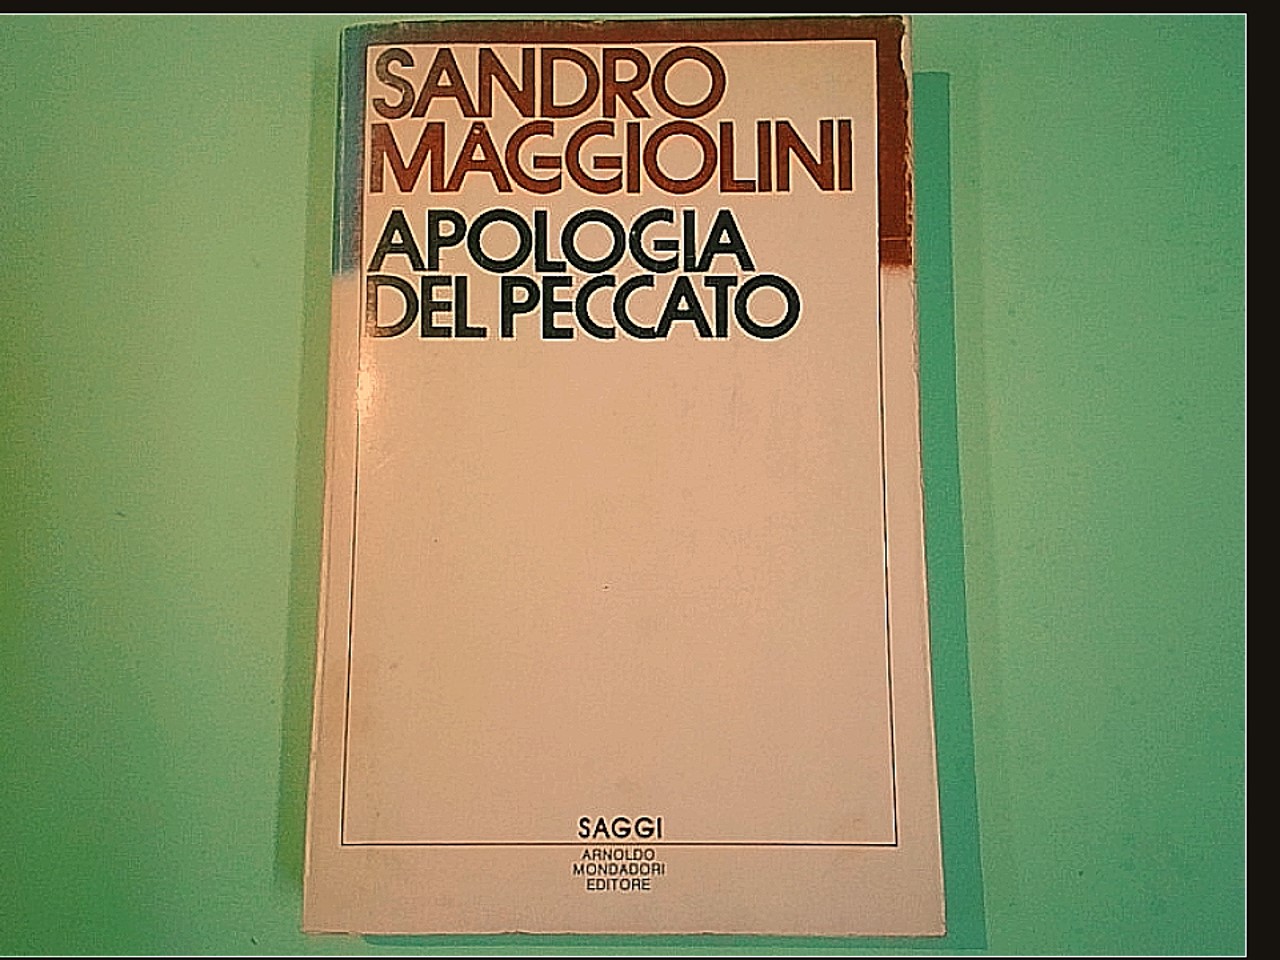 SANDRO
MAGGIOLINI
APOLOGIA
DEL PECCATO
SAGGI
ARNOLDO
MONDADORI
EDITORE